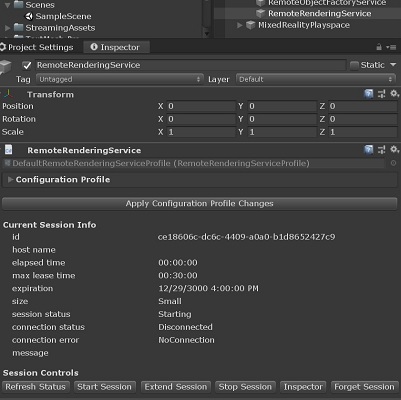 Scenes
SampleScene
StreamingAssets
RemoteObjectFactoryService
RemoteRenderingService
MixedRealityPlayspace
Project Settings
Inspector
RemoteRenderingService
Static
Tag Untagged Layer Default
Transform
Position X 0 Y 0 Z 0
Rotation X 0 Y 0 Z 0
Scale X 1 Y 1 Z 1
RemoteRenderingService
DefaultRemoteRenderingServiceProfile (RemoteRenderingServiceProfile)
Configuration Profile
Apply Configuration Profile Changes
Current Session Info
id ce18606c-dc6c-4409-a0a0-b1d8652427c9
host name
elapsed time 00:00:00
max lease time 00:30:00
expiration 12/29/3000 4:00:00 PM
size Small
session status Starting
connection status Disconnected
connection error NoConnection
message
Session Controls
Refresh Status Start Session Extend Session Stop Session Inspector Forget Session